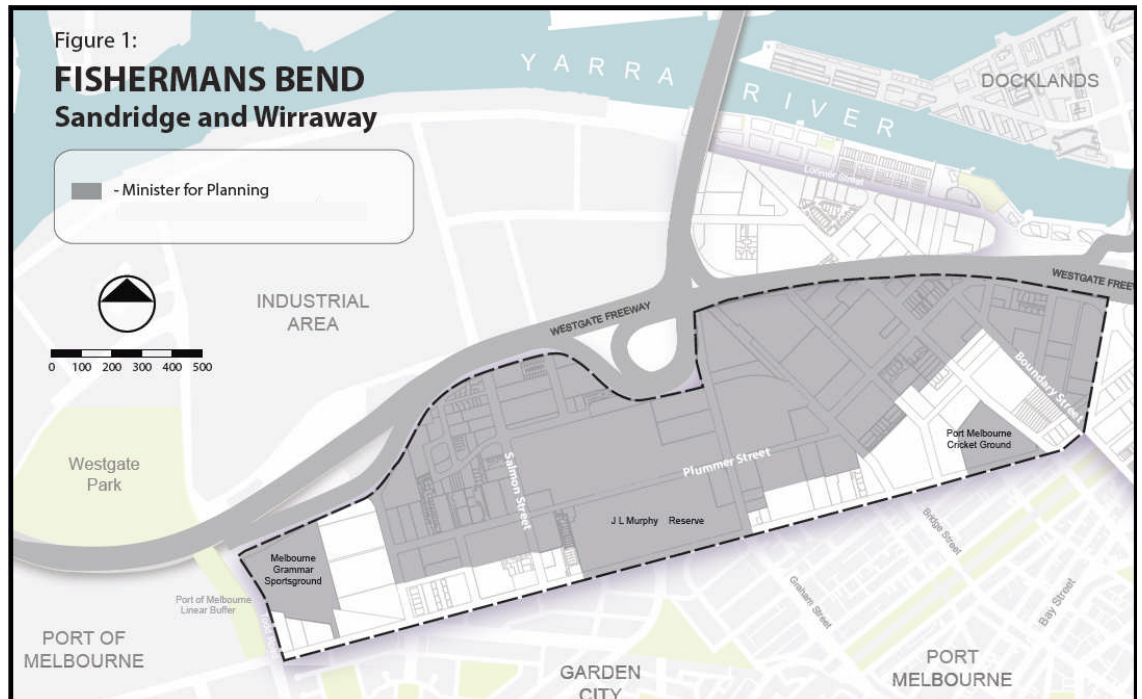 Figure 1:
FISHERMANS BEND
Sandridge and Wirraway
- Minister for Planning
YARRA RIVER
DOCKLANDS
Lorimer Street
INDUSTRIAL
AREA
WESTGATE FREEWAY
WESTGATE FREEW
0 100 200 300 400 500
Boundary Street
Port Melbourne
Cricket Ground
Westgate
Park
Salmon Street
Plummer Street
J L Murphy Reserve
Melbourne
Grammar
Sportsground
Bridge Street
Graham Street
Bay Street
Port of Melbourne
Linear Buffer
PORT OF
MELBOURNE
GARDEN
CITY
PORT
MELBOURNE